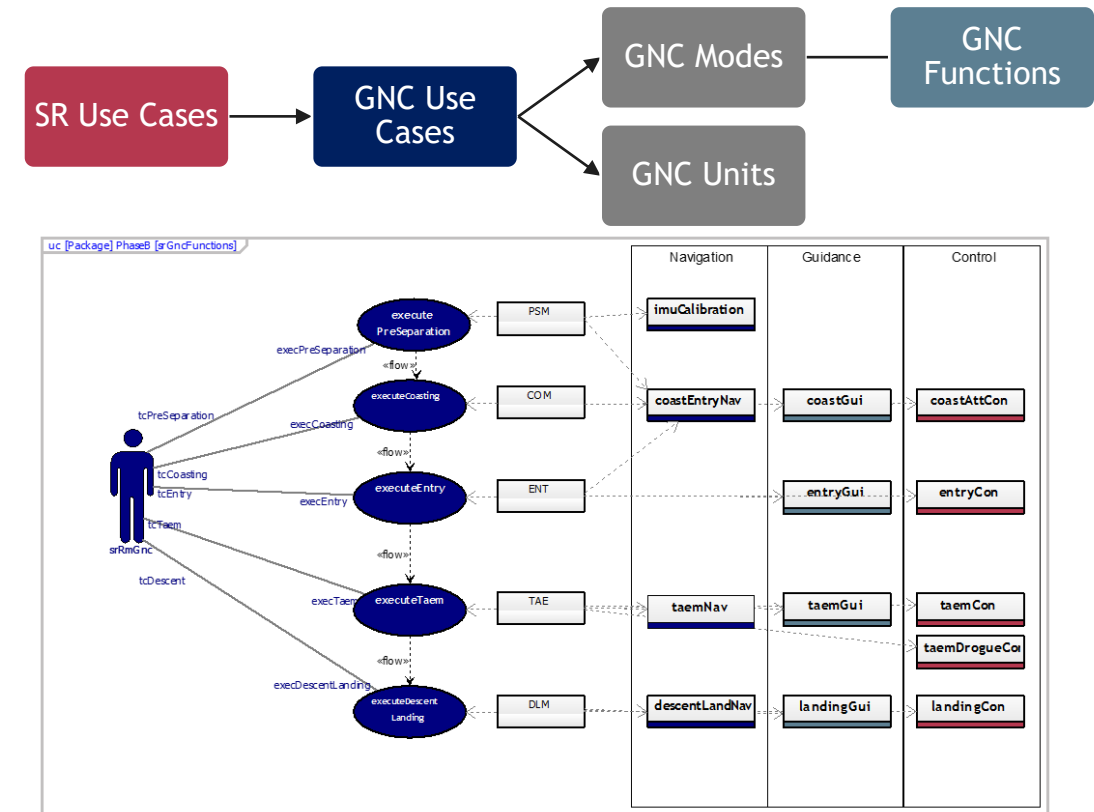 SR Use Cases
GNC Use
Cases
GNC Modes
GNC
Functions
GNC Units
uc [Package] PhaseB [srGncFunctions]
Navigation
Guidance
Control
execute
PreSeparation
PSM
imuCalibration
execPreSeparation
«flow»
tcPreSeparation
executeCoasting
COM
coastEntryNav
coastGui
coastAttCon
execCoasting
«flow»
tcCoasting
tcEntry
executeEntry
ENT
entryGui
entryCon
execEntry
tcTaem
srRmGnc
«flow»
tcDescent
execTaem
executeTaem
TAE
taemNav
taemGui
taemCon
taemDrogueCon
«flow»
execDescentLanding
executeDescent
Landing
DLM
descentLandNav
landingGui
landingCon